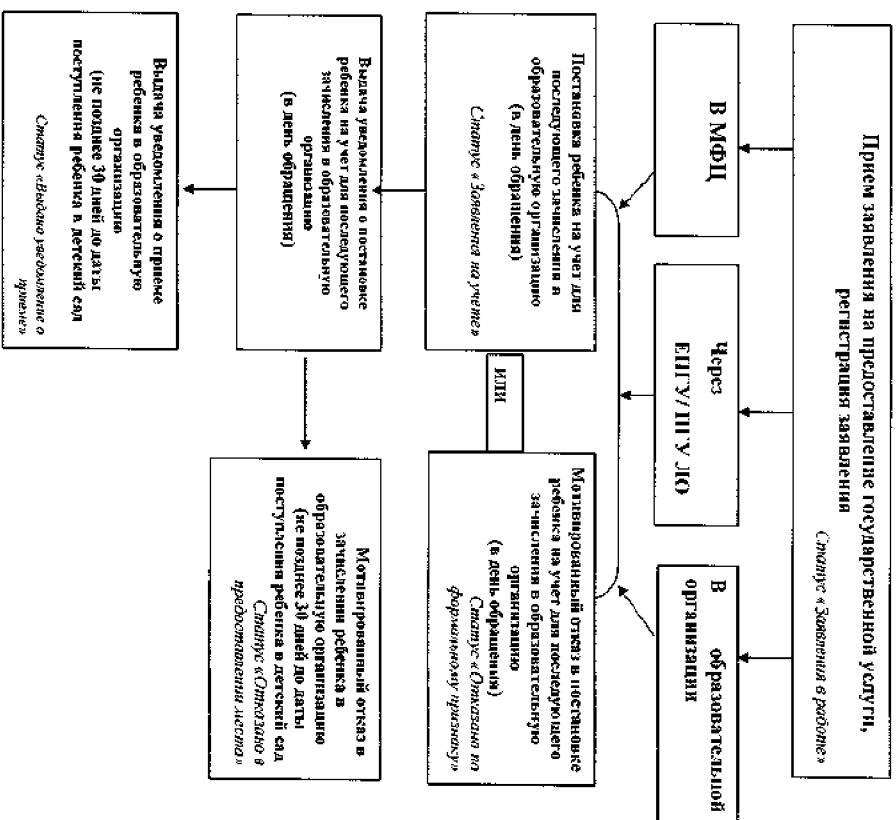 Прием заявления на предоставление государственной услуги,
регистрация заявления
Статус «Заявления в работе»
В МФЦ
Через
ЕПГУ/ПГУ ЛО
В образовательной
организации
Постановка ребенка на учет для
последующего зачисления в
образовательную организацию
(в день обращения)
Статус «Заявления на учете»
ИЛИ
Мотивированный отказ в постановке
ребенка на учет для последующего
зачисления в образовательную
организацию
(в день обращения)
Статус «Отказано по
формальному признаку»
Выдача уведомления о постановке
ребенка на учет для последующего
зачисления в образовательную
организацию
(в день обращения)
Выдача уведомления о приеме
ребенка в образовательную
организацию
(не позднее 30 дней до даты
поступления ребенка в детский сад
Статус «Выдано уведомление о
приеме»
Мотивированный отказ в
зачислении ребенка в
образовательную организацию
(не позднее 30 дней до даты
поступления ребенка в детский сад
Статус «Отказано в
предоставлении места»